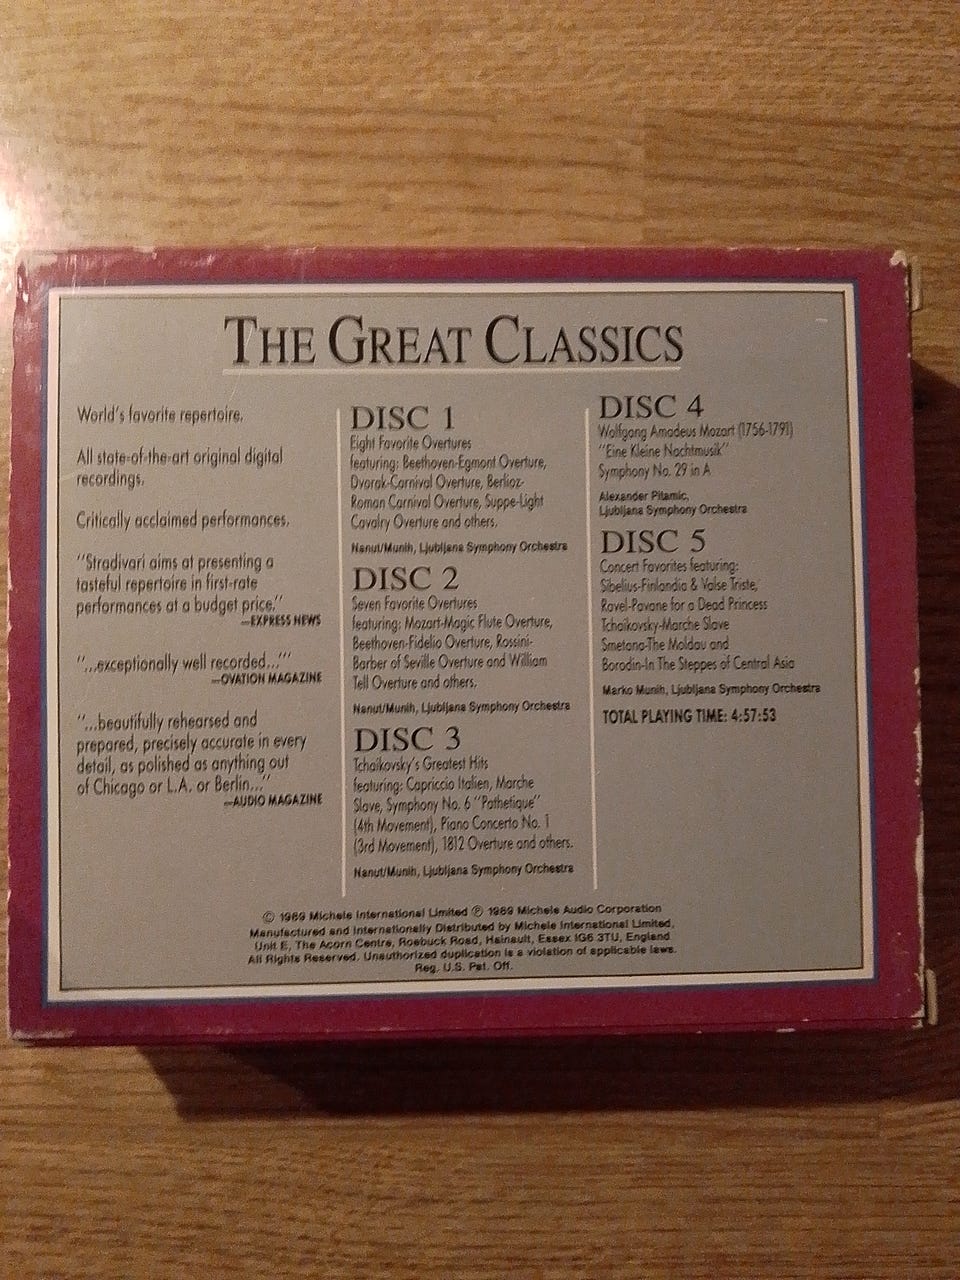 THE GREAT CLASSICS
World's favorite repertoire.
All state-of-the-art original digital
recordings.
Critically acclaimed performances.
"Stradivari aims at presenting a
tasteful repertoire in first-rate
performances at a budget price."
—EXPRESS NEWS
"...exceptionally well recorded...'"
—OVATION MAGAZINE
"...beautifully rehearsed and
prepared, precisely accurate in every
detail, as polished as anything out
of Chicago or L.A. or Berlin..."
—AUDIO MAGAZINE
DISC 1
Eight Favorite Overtures
featuring: Beethoven-Egmont Overture,
Dvorak-Carnival Overture, Berlioz-
Roman Carnival Overture, Suppe-Light
Cavalry Overture and others.
Nanut/Munih, Ljubljana Symphony Orchestra
DISC 2
Seven Favorite Overtures
featuring: Mozart-Magic Flute Overture,
Beethoven-Fidelio Overture, Rossini-
Barber of Seville Overture and William
Tell Overture and others.
Nanut/Munih, Ljubljana Symphony Orchestra
DISC 3
Tchaikovsky's Greatest Hits
featuring: Capriccio Italien, Marche
Slave, Symphony No. 6 "Pathetique"
(4th Movement), Piano Concerto No. 1
(3rd Movement), 1812 Overture and others.
Nanut/Munih, Ljubljana Symphony Orchestra
DISC 4
Wolfgang Amadeus Mozart (1756-1791)
"Eine Kleine Nachtmusik"
Symphony No. 29 in A
Alexander Pitamic,
Ljubljana Symphony Orchestra
DISC 5
Concert Favorites featuring:
Sibelius-Finlandia & Valse Triste,
Ravel-Pavane for a Dead Princess
Tchaikovsky-Marche Slave
Smetana-The Moldau and
Borodin-In The Steppes of Central Asia
Marko Munih, Ljubljana Symphony Orchestra
TOTAL PLAYING TIME: 4:57:53
© 1989 Michele International Limited ℗ 1989 Michele Audio Corporation
Manufactured and Internationally Distributed by Michele International Limited,
Unit E, The Acorn Centre, Roebuck Road, Hainault, Essex IG6 3TU, England
All Rights Reserved. Unauthorized duplication is a violation of applicable laws.
Reg. U.S. Pat. Off.